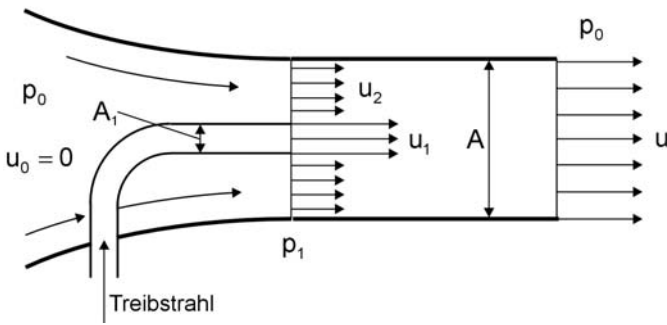 p₀
p₀
A₁
u₂
u₁
A
u
u₀ = 0
p₁
Treibstrahl